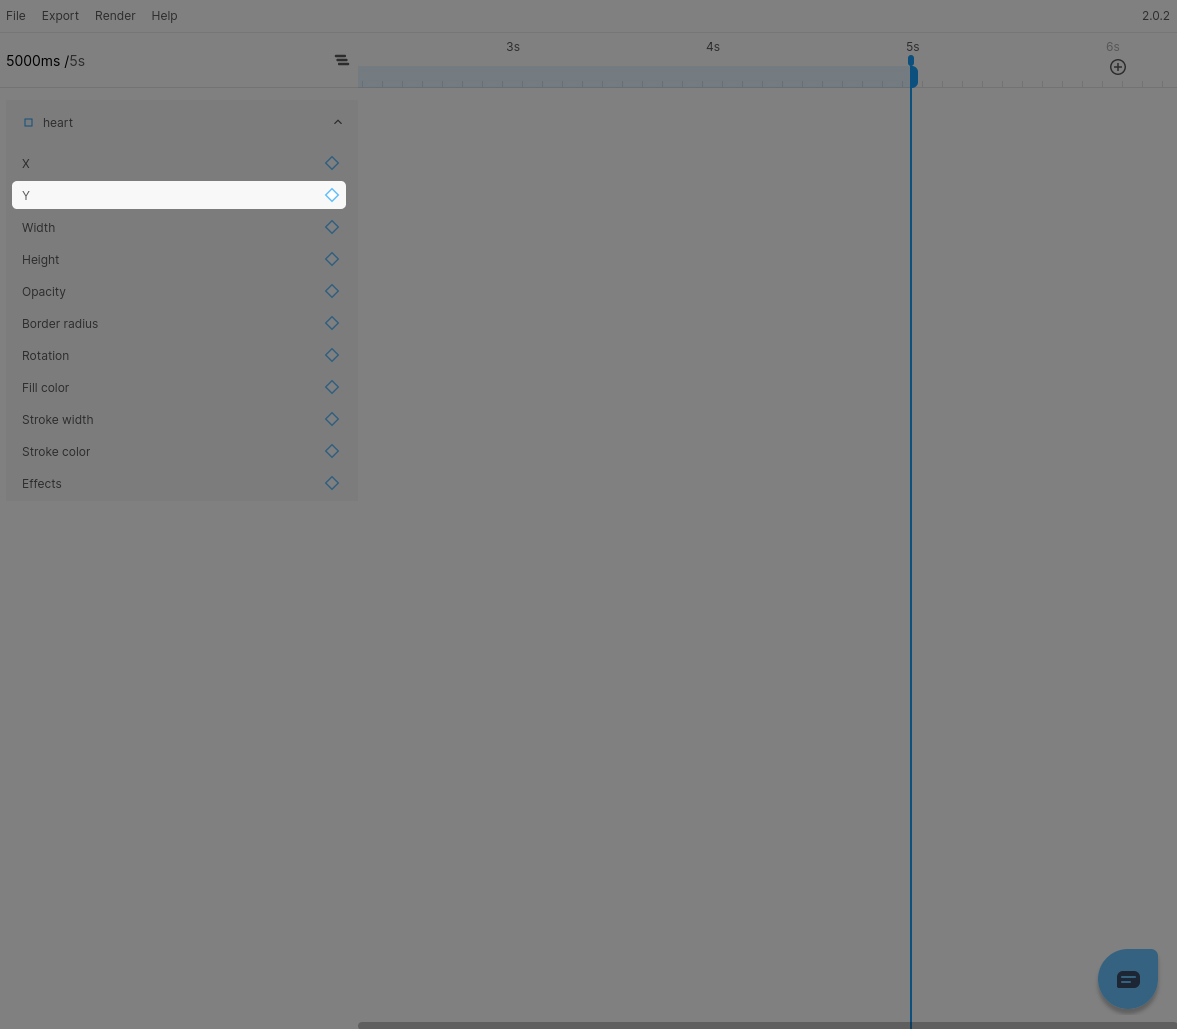 File Export Render Help 2.0.2
5000ms /5s 3s 4s 5s 6s
heart
X
Y
Width
Height
Opacity
Border radius
Rotation
Fill color
Stroke width
Stroke color
Effects